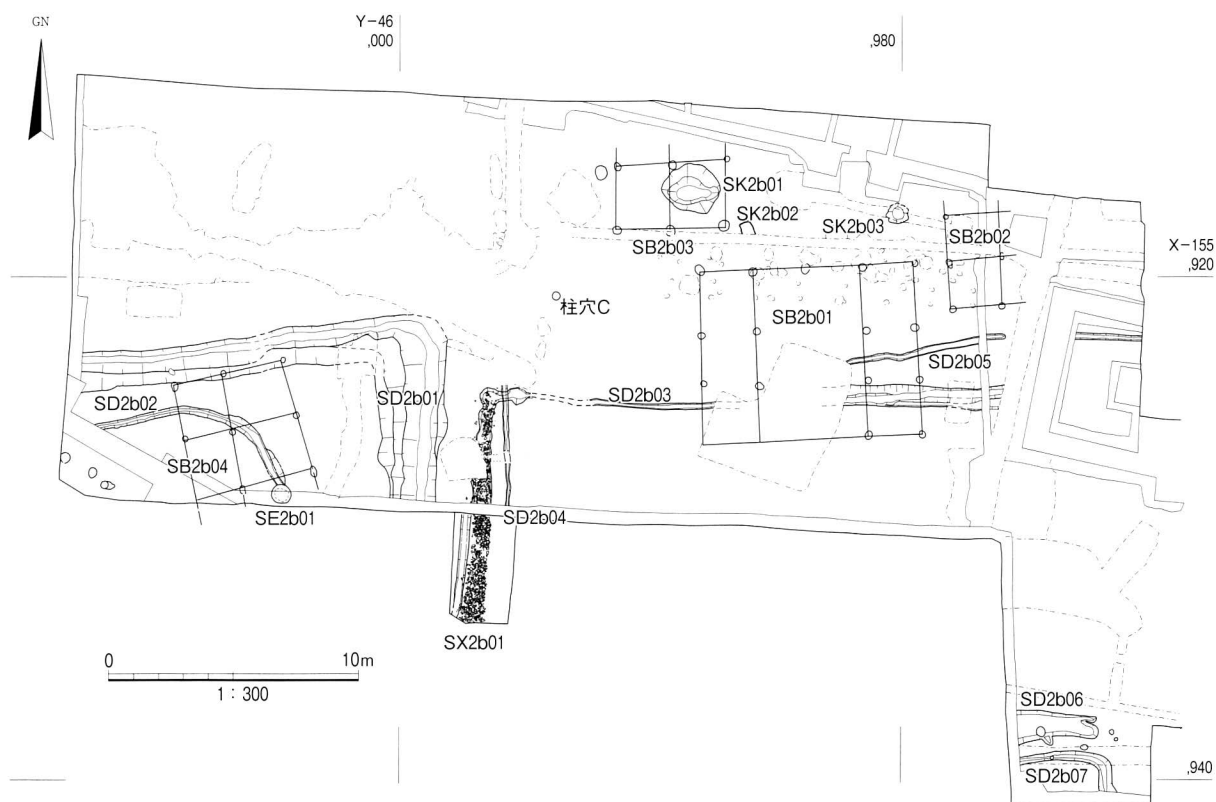 GN
Y-46
,000
,980
SK2b01
SK2b02
SK2b03
SB2b02
SB2b03
X-155
,920
柱穴C
SB2b01
SD2b05
SD2b03
SD2b01
SD2b02
SB2b04
SE2b01
SD2b04
SX2b01
0 10m
1:300
SD2b06
,940
SD2b07